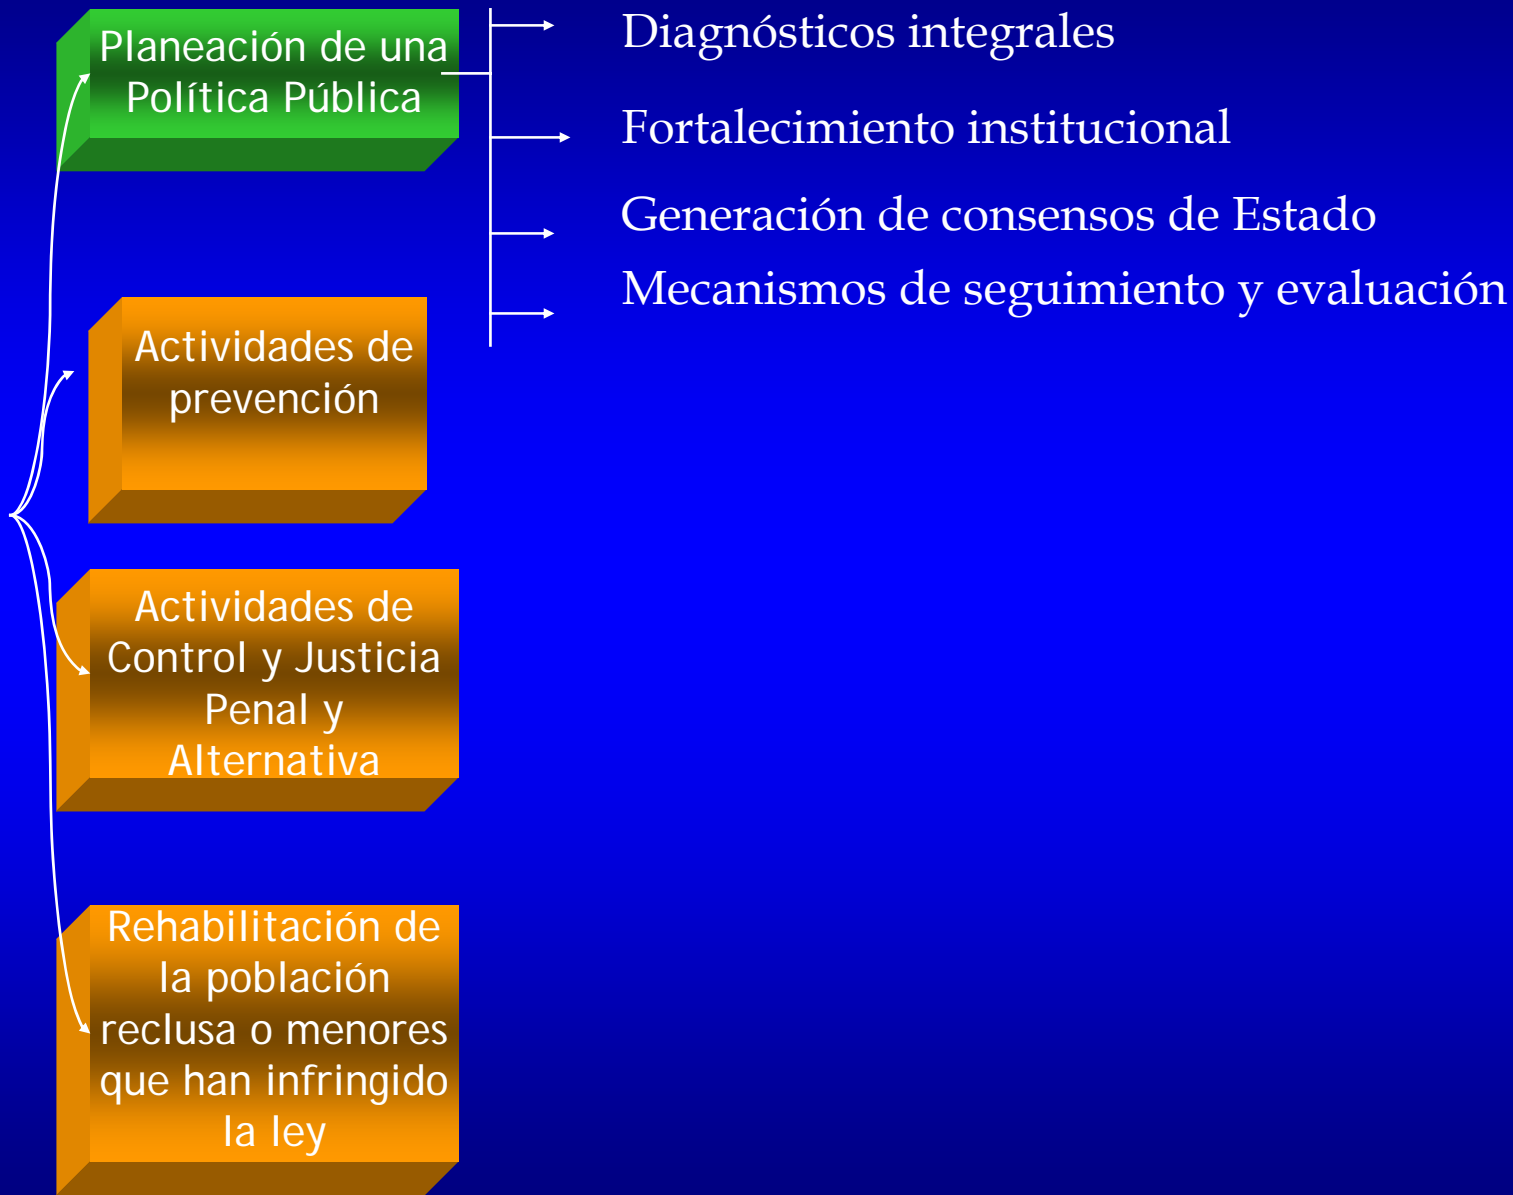 Planeación de una
Política Pública
Diagnósticos integrales
Fortalecimiento institucional
Generación de consensos de Estado
Mecanismos de seguimiento y evaluación
Actividades de
prevención
Actividades de
Control y Justicia
Penal y
Alternativa
Rehabilitación de
la población
reclusa o menores
que han infringido
la ley